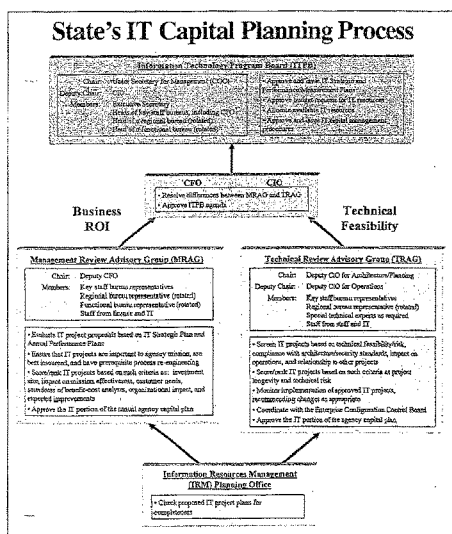 State's IT Capital Planning Process
Information Technology Program Board (ITPB)
Chair: Under Secretary for Management (COO)
Deputy Chair: CIO
Members: Executive Secretary
Heads of key staff bureaus, including CFO
Head of a regional bureau (rotated)
Head of a functional bureau (rotated)
• Approve and issue IT Strategic and
Performance Measurement Plans
• Approve budget requests for IT resources
• Allocate available IT resources
• Approve and issue IT capital management
procedures
CFO CIO
• Resolve differences between MRAG and TRAG
• Approve ITPB agenda
Business
ROI
Technical
Feasibility
Management Review Advisory Group (MRAG)
Chair: Deputy CFO
Members: Key staff bureau representatives
Regional bureau representative (rotated)
Functional bureau representative (rotated)
Staff from finance and IT
• Evaluate IT project proposals based on IT Strategic Plan and
Annual Performance Plans
• Ensure that IT projects are important to agency mission, are
best insourced, and have prerequisite process re-engineering
• Score/rank IT projects based on such criteria as: investment
size, impact on mission effectiveness, customer needs,
soundness of benefit-cost analysis, organizational impact, and
expected improvements
• Approve the IT portion of the annual agency capital plan
Technical Review Advisory Group (TRAG)
Chair: Deputy CIO for Architecture/Planning
Deputy Chair: Deputy CIO for Operations
Members: Key staff bureau representatives
Regional bureau representative (rotated)
Special technical experts as required
Staff from staff and IT
• Screen IT projects based on technical feasibility/risk,
compliance with architecture/security standards, impact on
operations, and relationship to other projects
• Score/rank IT projects based on such criteria as project
longevity and technical risk
• Monitor implementation of approved IT projects,
recommending changes as appropriate
• Coordinate with the Enterprise Configuration Control Board
• Approve the IT portion of the agency capital plan
Information Resources Management
(IRM) Planning Office
• Check proposed IT project plans for
completeness